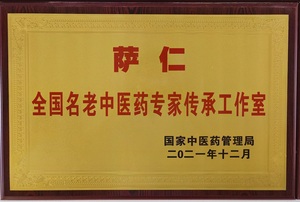 萨仁
全国名老中医药专家传承工作室
国家中医药管理局
二〇二一年十二月